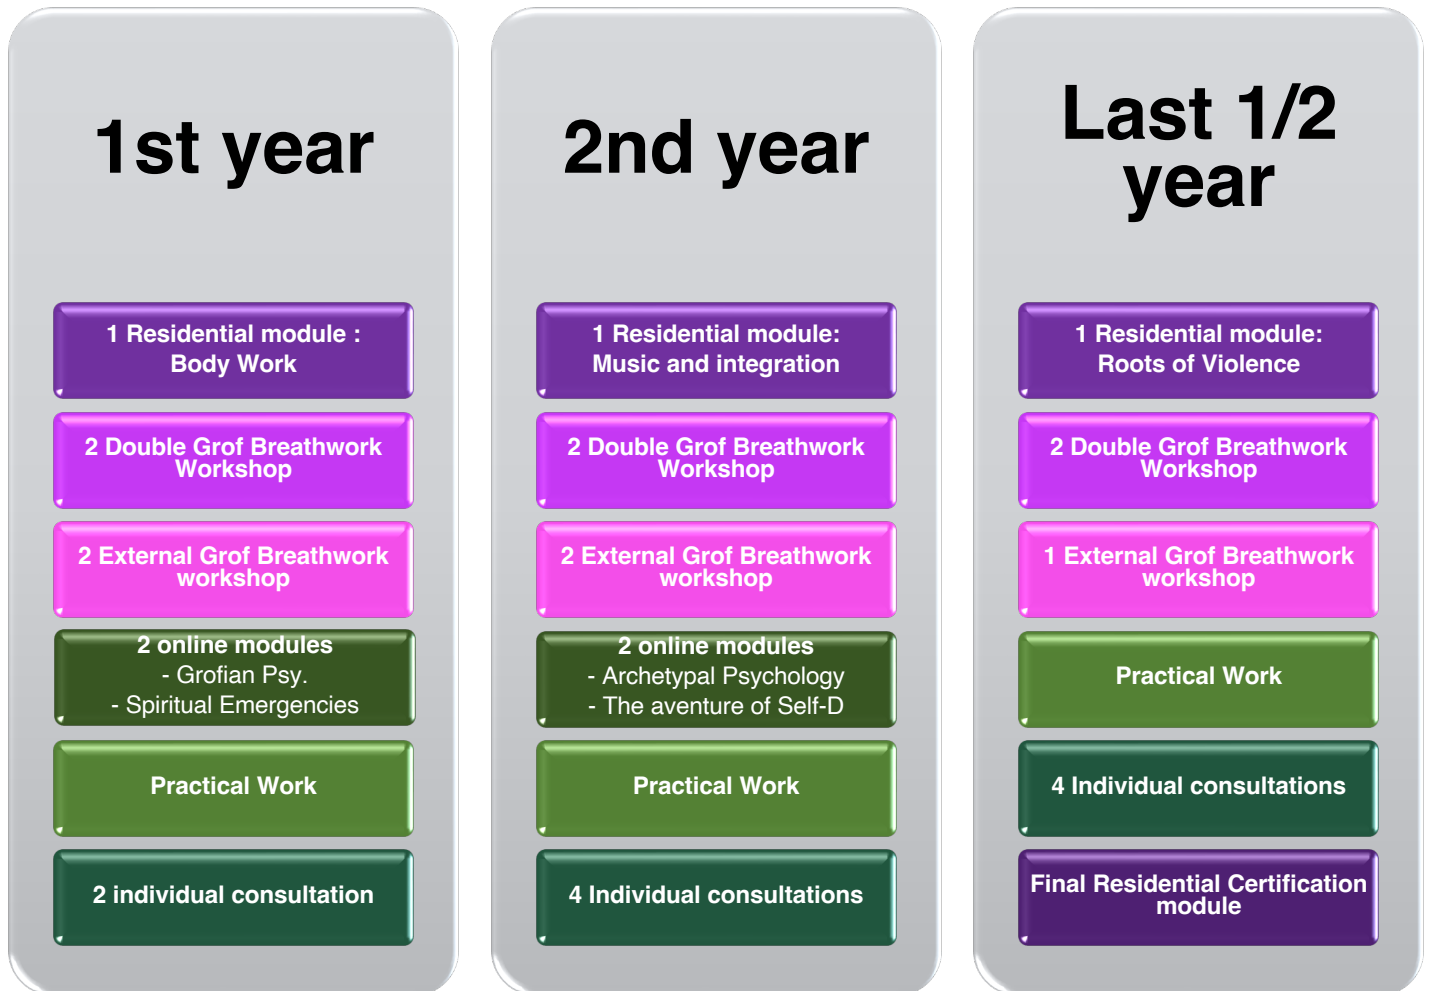 1st year
1 Residential module :
Body Work
2 Double Grof Breathwork
Workshop
2 External Grof Breathwork
workshop
2 online modules
- Grofian Psy.
- Spiritual Emergencies
Practical Work
2 individual consultation
2nd year
1 Residential module:
Music and integration
2 Double Grof Breathwork
Workshop
2 External Grof Breathwork
workshop
2 online modules
- Archetypal Psychology
- The aventure of Self-D
Practical Work
4 Individual consultations
Last 1/2
year
1 Residential module:
Roots of Violence
2 Double Grof Breathwork
Workshop
1 External Grof Breathwork
workshop
Practical Work
4 Individual consultations
Final Residential Certification
module